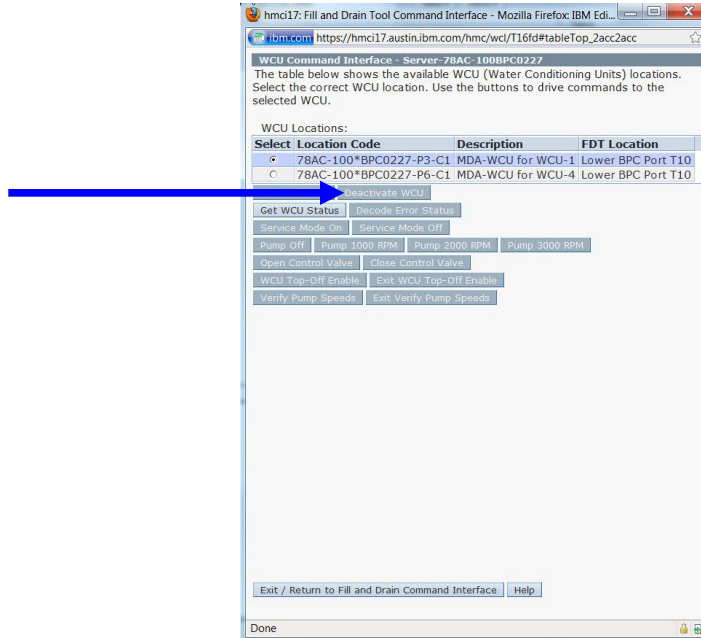 hmci17: Fill and Drain Tool Command Interface - Mozilla Firefox: IBM Edi...
ibm.com https://hmci17.austin.ibm.com/hmc/wcl/T16fd#tableTop_2acc2acc
WCU Command Interface - Server-78AC-100BPC0227
The table below shows the available WCU (Water Conditioning Units) locations.
Select the correct WCU location. Use the buttons to drive commands to the
selected WCU.
WCU Locations:
Select Location Code Description FDT Location
78AC-100*BPC0227-P3-C1 MDA-WCU for WCU-1 Lower BPC Port T10
78AC-100*BPC0227-P6-C1 MDA-WCU for WCU-4 Lower BPC Port T10
Deactivate WCU
Get WCU Status Decode Error Status
Service Mode On Service Mode Off
Pump Off Pump 1000 RPM Pump 2000 RPM Pump 3000 RPM
Open Control Valve Close Control Valve
WCU Top-Off Enable Exit WCU Top-Off Enable
Verify Pump Speeds Exit Verify Pump Speeds
Exit / Return to Fill and Drain Command Interface Help
Done